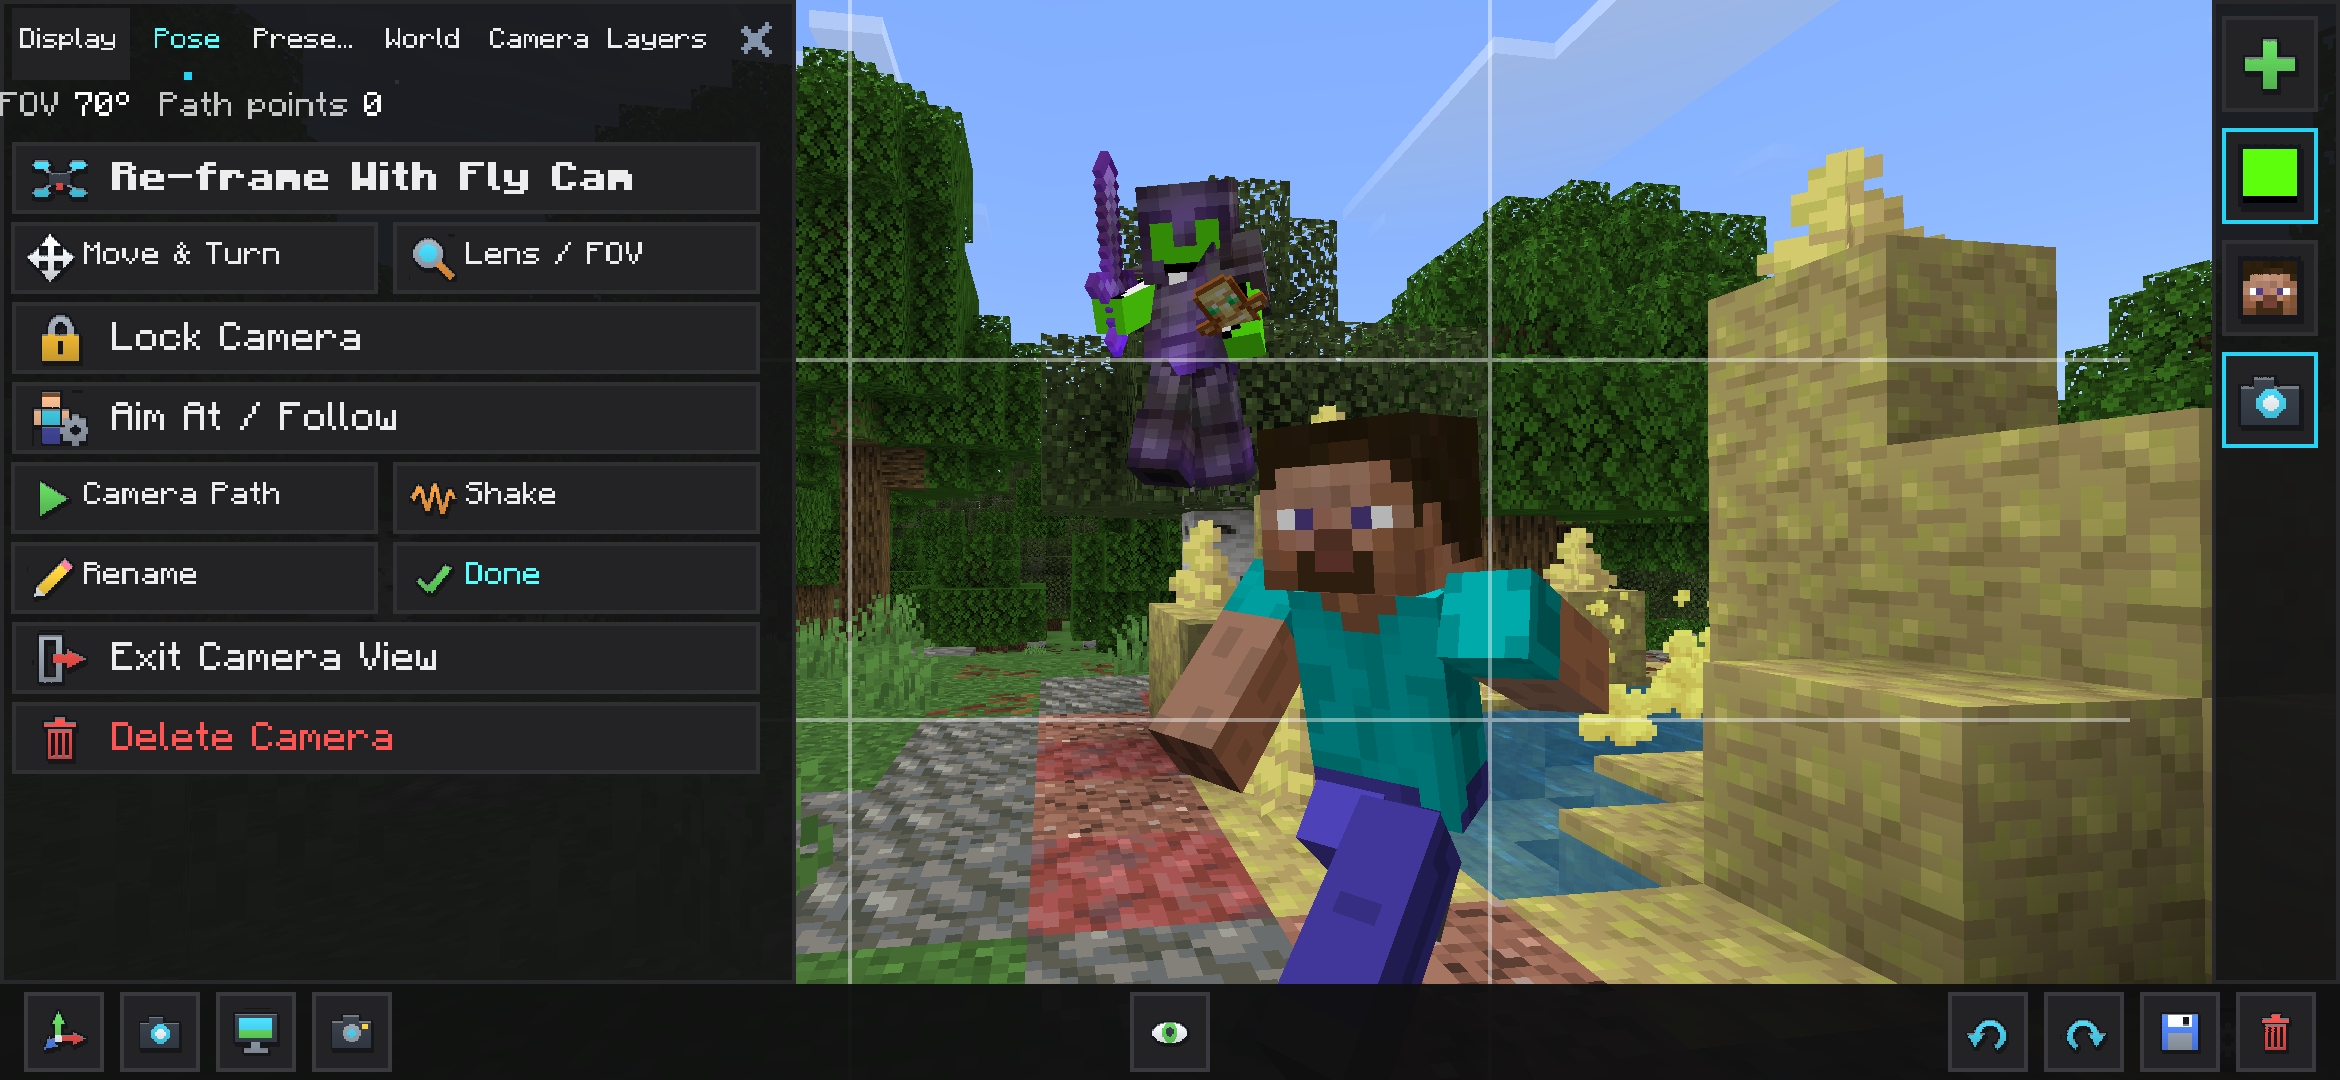 Display Pose Prese... World Camera Layers
FOV 70° Path points 0
Re-frame With Fly Cam
Move & Turn
Lens / FOV
Lock Camera
Aim At / Follow
Camera Path
Shake
Rename
Done
Exit Camera View
Delete Camera